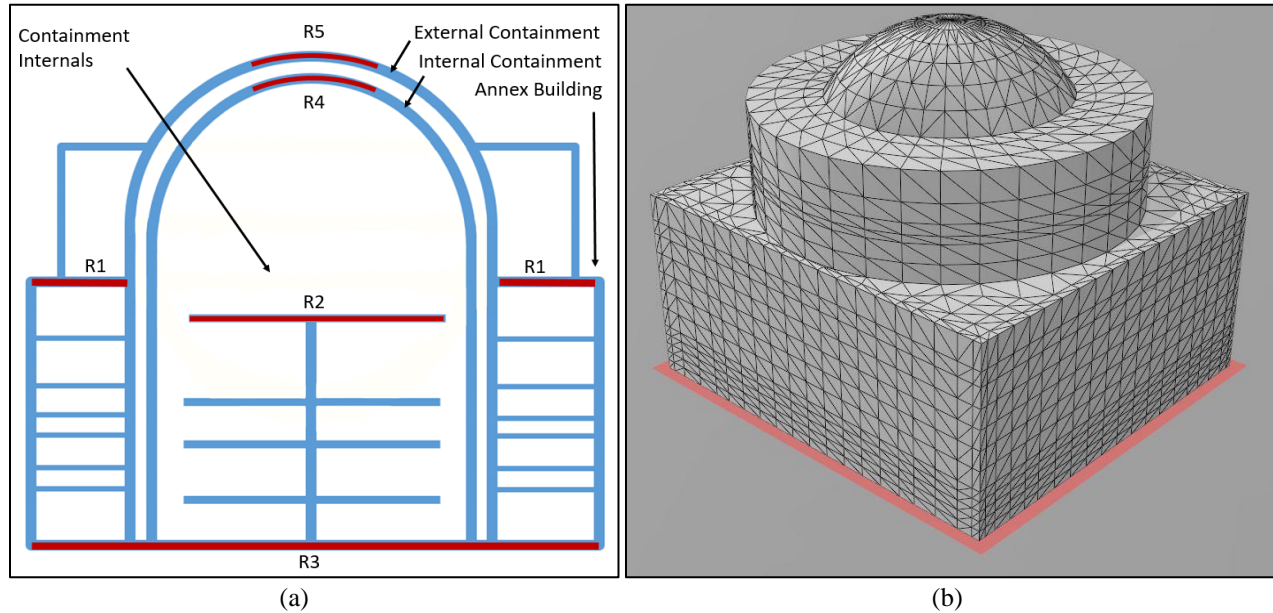 Containment
Internals
R5
External Containment
Internal Containment
Annex Building
R4
R1
R1
R2
R3
(a)
(b)